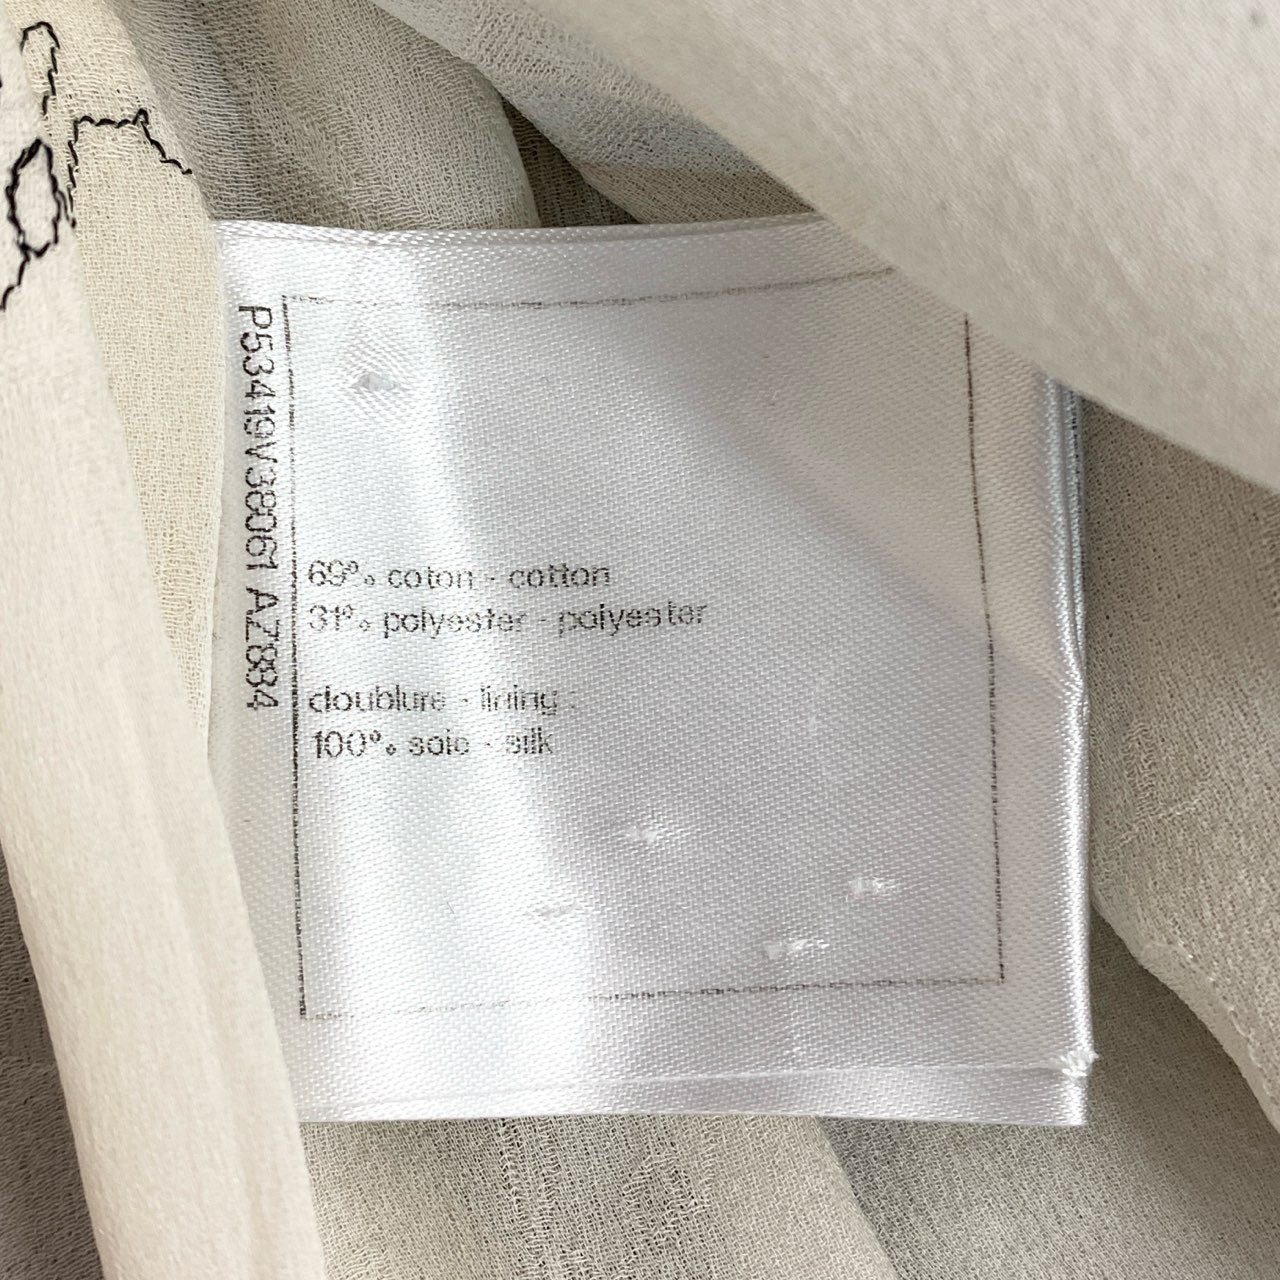 P53419V38061 AZ884
69% coton - cotton
31% polyester - polyester
doublure - lining :
100% soie - silk